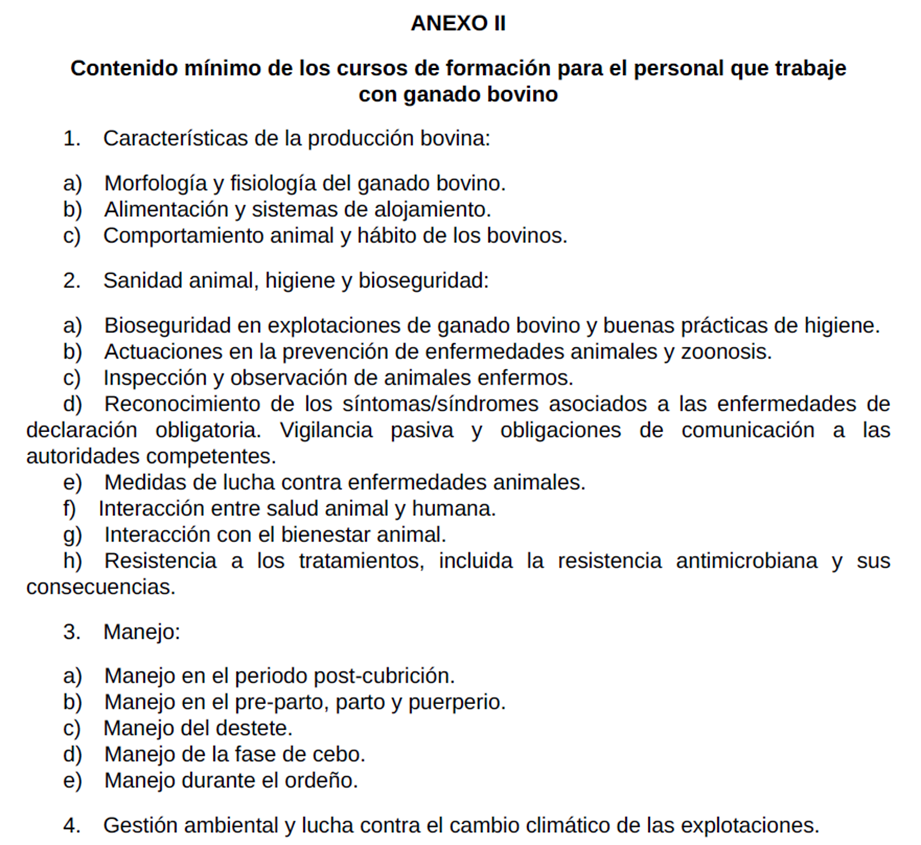 ANEXO II
Contenido mínimo de los cursos de formación para el personal que trabaje
con ganado bovino
1. Características de la producción bovina:
a) Morfología y fisiología del ganado bovino.
b) Alimentación y sistemas de alojamiento.
c) Comportamiento animal y hábito de los bovinos.
2. Sanidad animal, higiene y bioseguridad:
a) Bioseguridad en explotaciones de ganado bovino y buenas prácticas de higiene.
b) Actuaciones en la prevención de enfermedades animales y zoonosis.
c) Inspección y observación de animales enfermos.
d) Reconocimiento de los síntomas/síndromes asociados a las enfermedades de
declaración obligatoria. Vigilancia pasiva y obligaciones de comunicación a las
autoridades competentes.
e) Medidas de lucha contra enfermedades animales.
f) Interacción entre salud animal y humana.
g) Interacción con el bienestar animal.
h) Resistencia a los tratamientos, incluida la resistencia antimicrobiana y sus
consecuencias.
3. Manejo:
a) Manejo en el periodo post-cubrición.
b) Manejo en el pre-parto, parto y puerperio.
c) Manejo del destete.
d) Manejo de la fase de cebo.
e) Manejo durante el ordeño.
4. Gestión ambiental y lucha contra el cambio climático de las explotaciones.